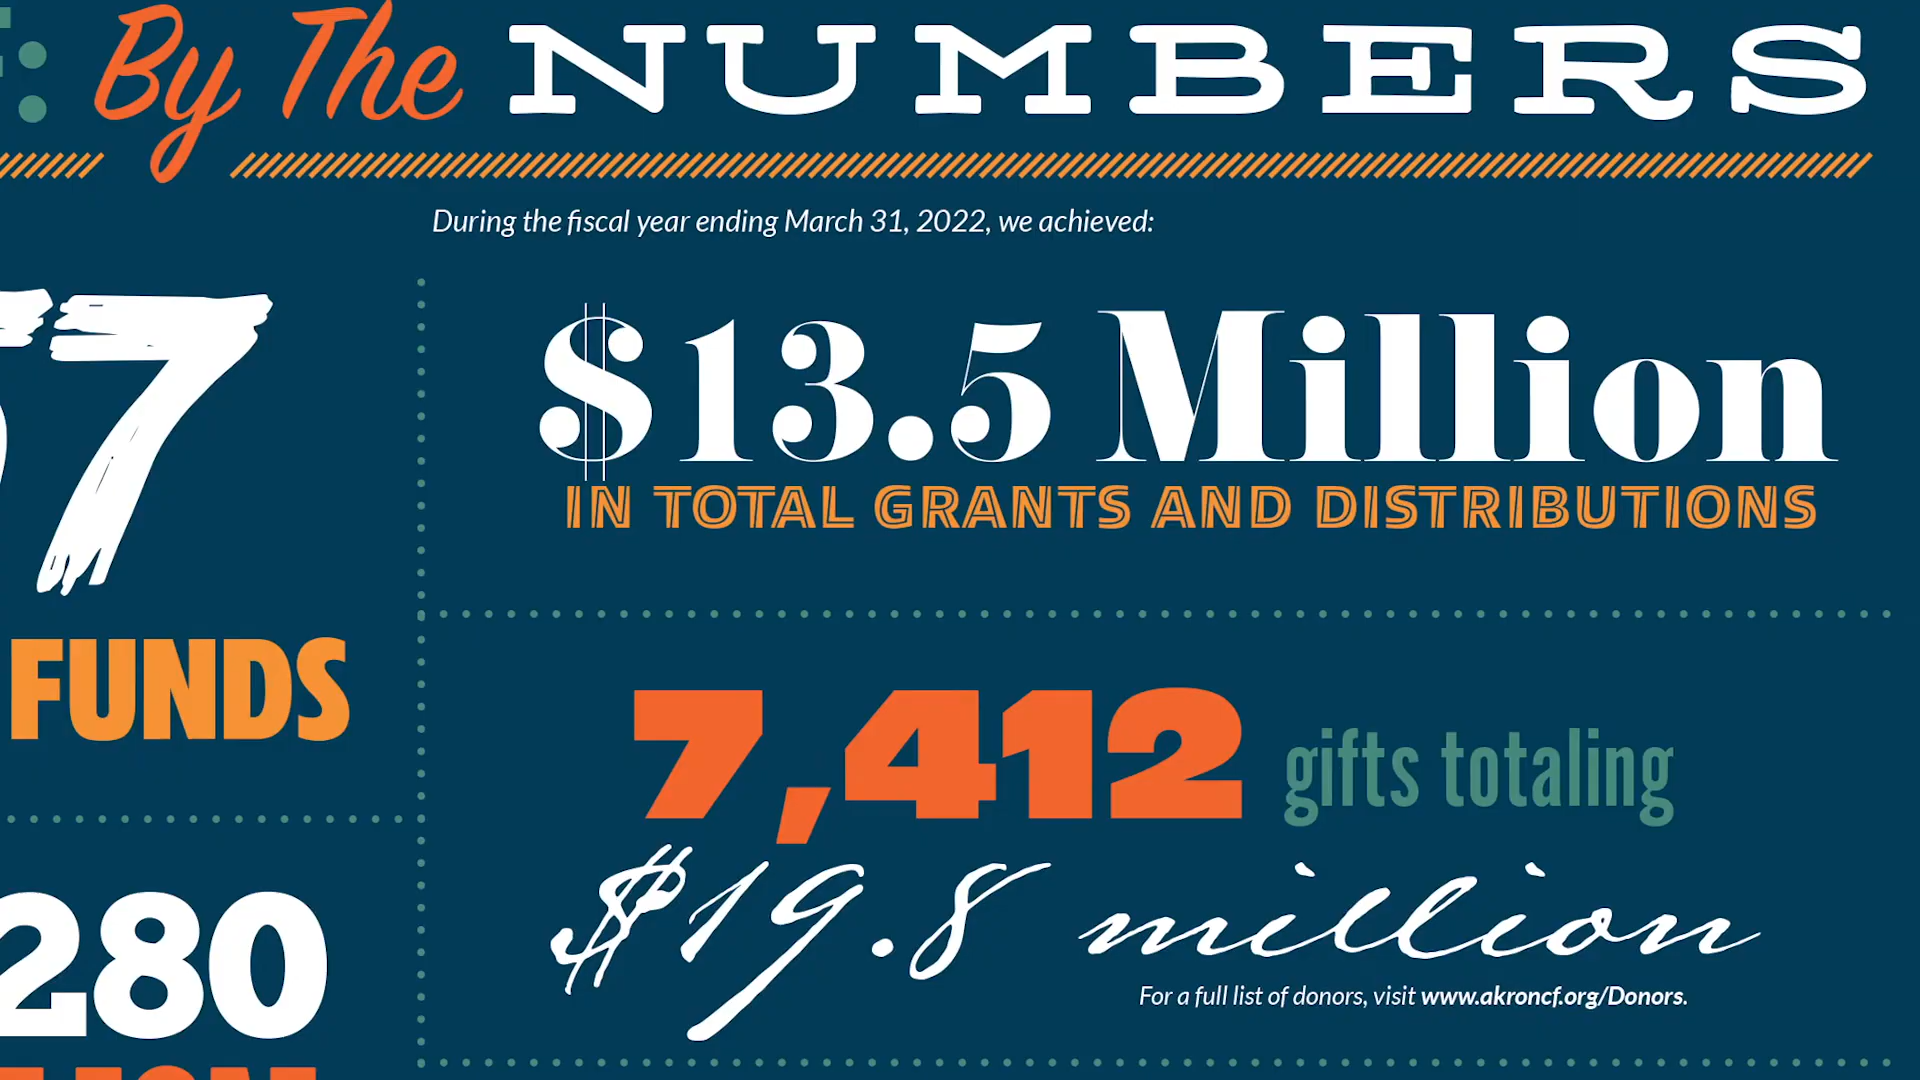 By The NUMBERS
During the fiscal year ending March 31, 2022, we achieved:
7
FUNDS
280
$13.5 Million
IN TOTAL GRANTS AND DISTRIBUTIONS
7,412 gifts totaling
$19.8 million
For a full list of donors, visit www.akroncf.org/Donors.